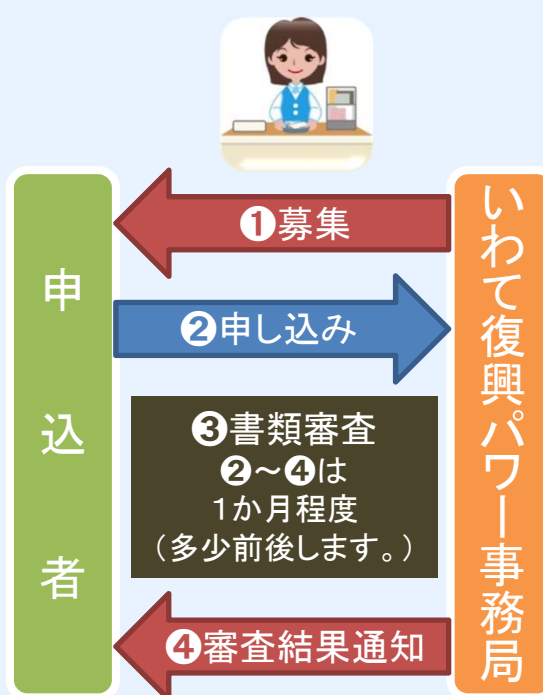 申込者
❶募集
❷申し込み
❸書類審査
❷～❹は
1か月程度
（多少前後します。）
❹審査結果通知
いわて復興パワー事務局